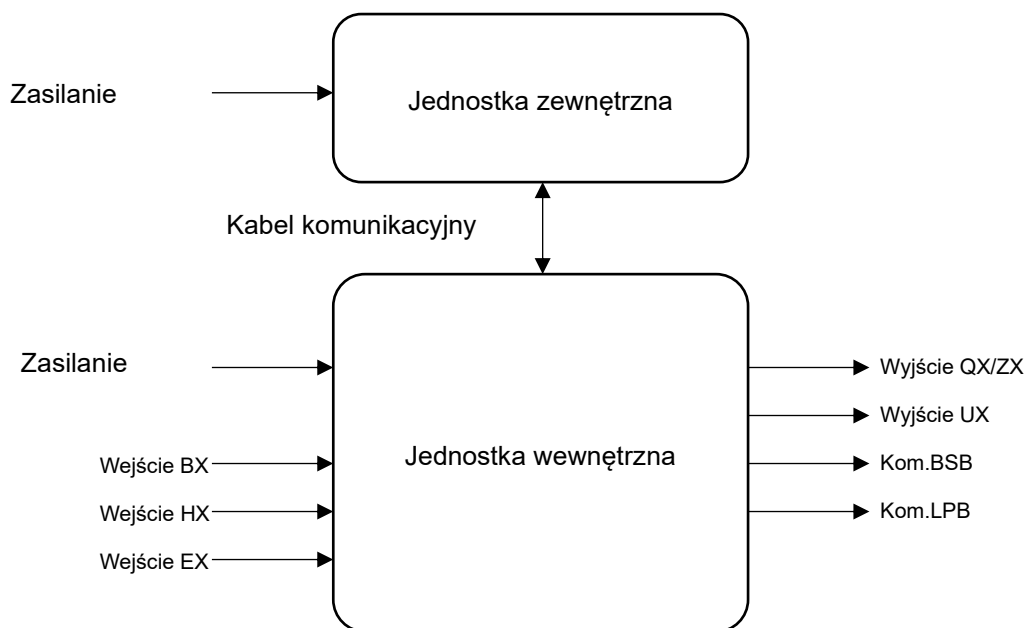 Zasilanie
Jednostka zewnętrzna
Kabel komunikacyjny
Zasilanie
Wyjście QX/ZX
Wyjście UX
Jednostka wewnętrzna
Wejście BX
Kom.BSB
Wejście HX
Kom.LPB
Wejście EX